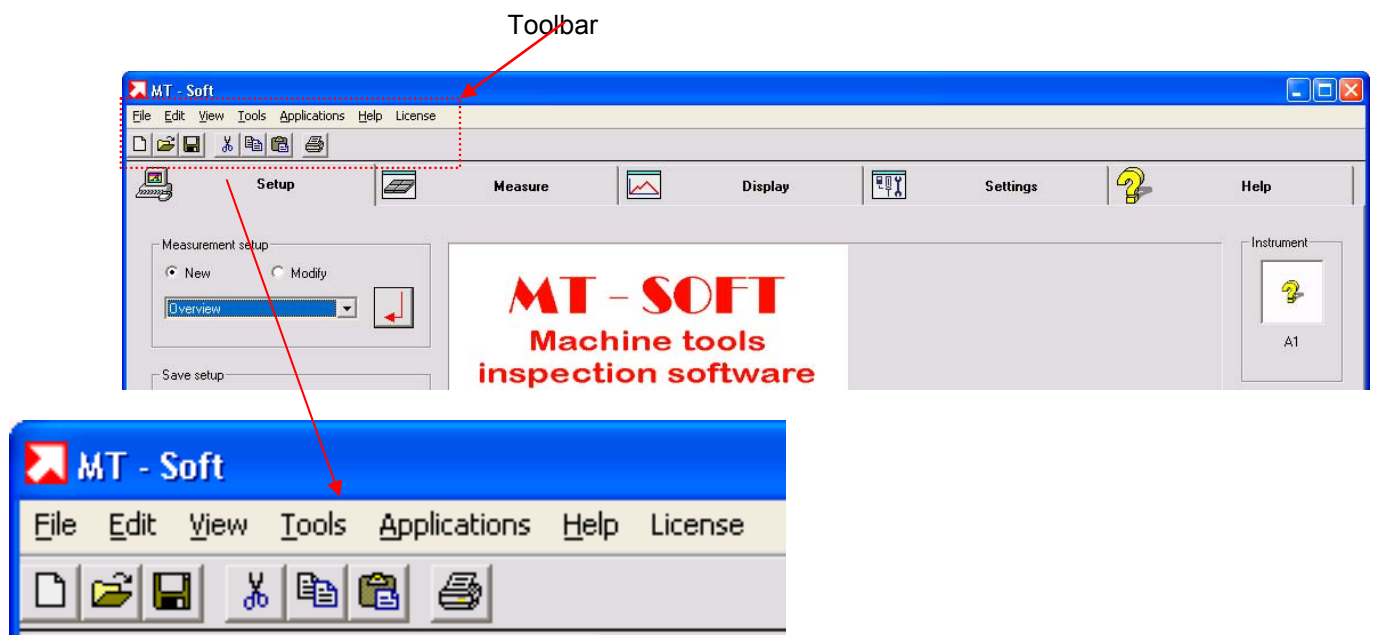 Toolbar
MT - Soft
File Edit View Tools Applications Help License
Setup Measure Display Settings Help
Measurement setup
New Modify
Overview
Save setup
MT - SOFT
Machine tools
inspection software
Instrument
A1
MT - Soft
File Edit View Tools Applications Help License